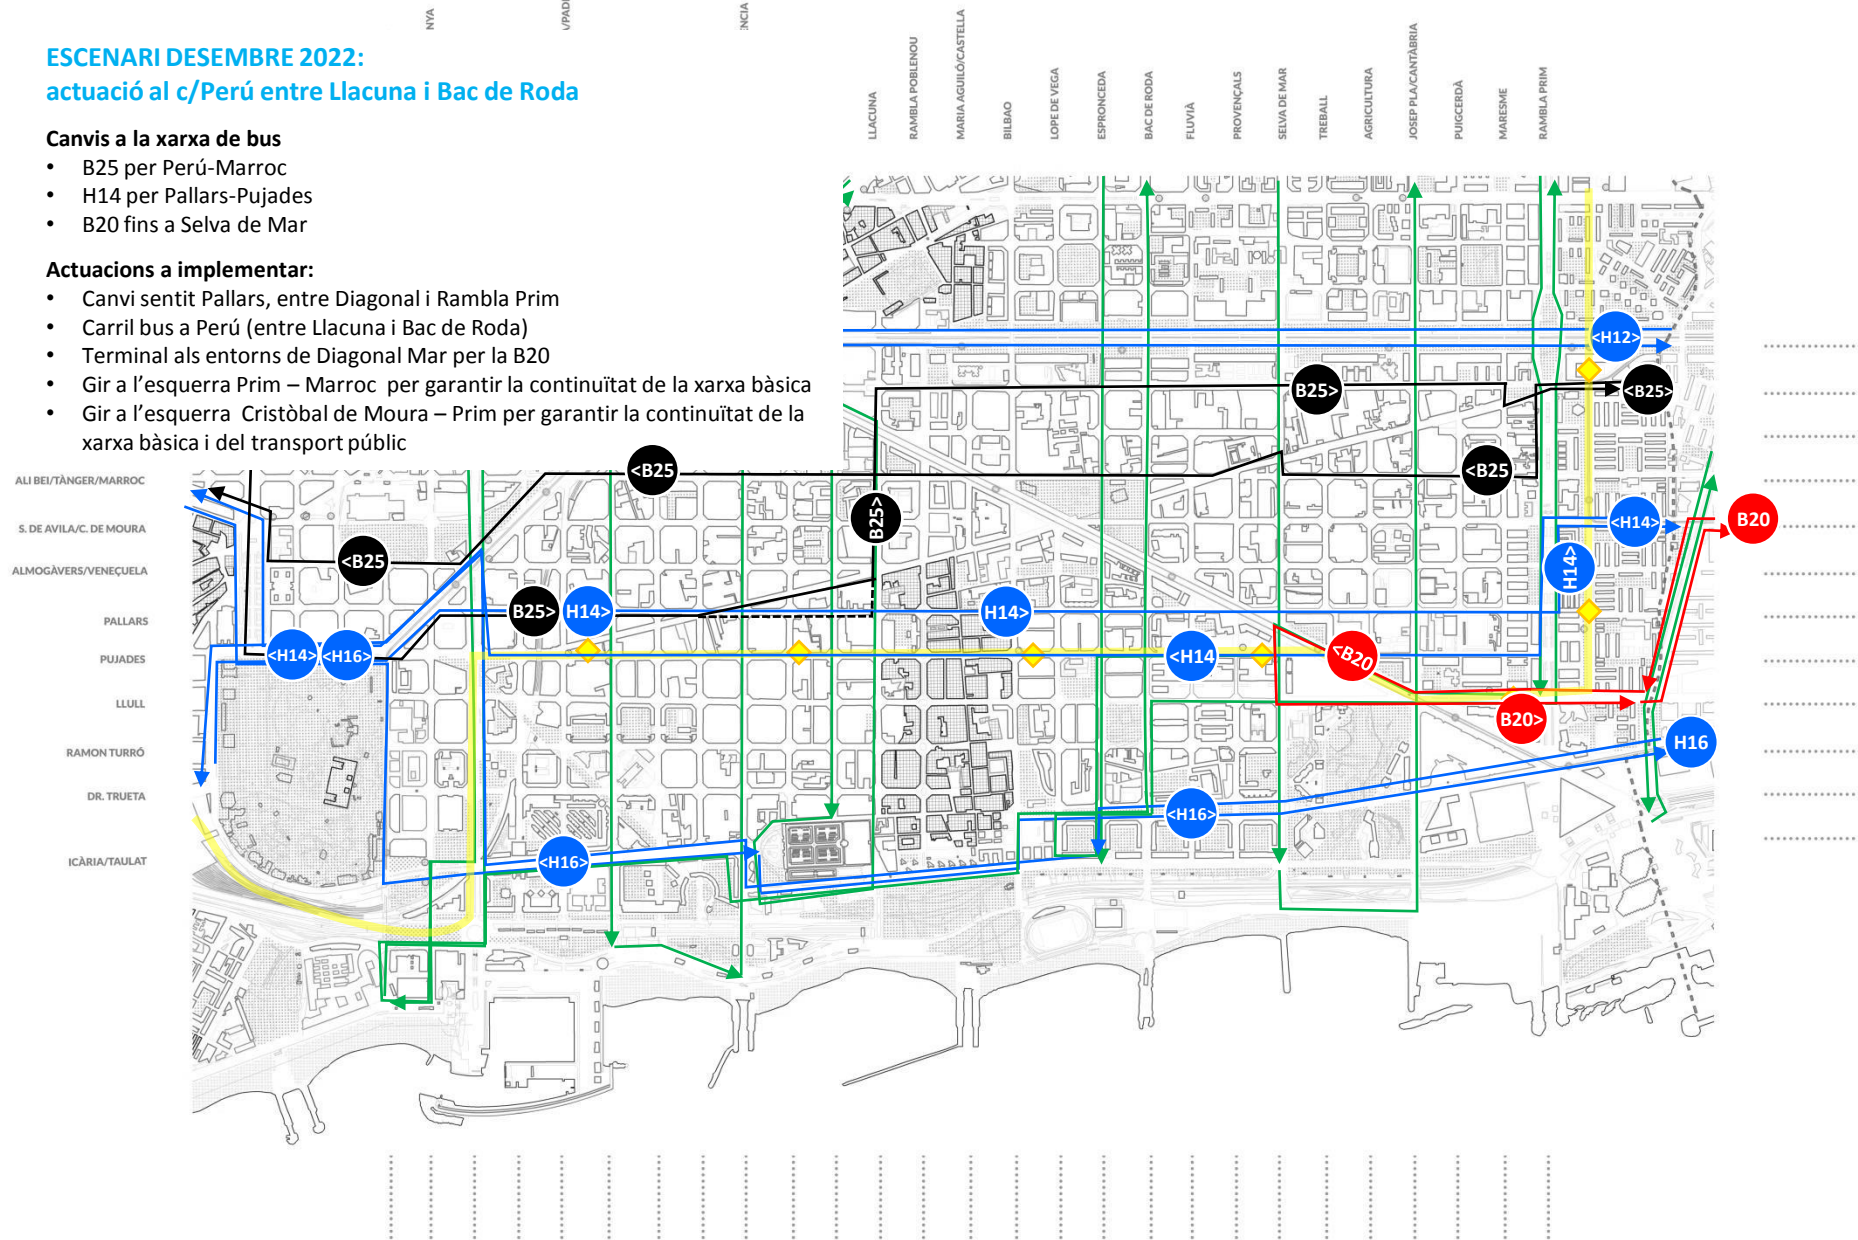 NYA
ÈNCIA
ESCENARI DESEMBRE 2022:
actuació al c/Perú entre Llacuna i Bac de Roda
Canvis a la xarxa de bus
• B25 per Perú-Marroc
• H14 per Pallars-Pujades
• B20 fins a Selva de Mar
Actuacions a implementar:
• Canvi sentit Pallars, entre Diagonal i Rambla Prim
• Carril bus a Perú (entre Llacuna i Bac de Roda)
• Terminal als entorns de Diagonal Mar per la B20
• Gir a l'esquerra Prim – Marroc per garantir la continuïtat de la xarxa bàsica
• Gir a l'esquerra Cristòbal de Moura – Prim per garantir la continuïtat de la
xarxa bàsica i del transport públic
LLACUNA
RAMBLA POBLENOU
MARIA AGUILÓ/CASTELLA
BILBAO
LOPE DE VEGA
ESPRONCEDA
BAC DE RODA
FLUVIÀ
PROVENÇALS
SELVA DE MAR
TREBALL
AGRICULTURA
JOSEP PLA/CANTÀBRIA
PUIGCERDÀ
MARESME
RAMBLA PRIM
<H12>
B25>
<B25>
<B25
<B25
ALI BEI/TÀNGER/MARROC
B25>
<H14>
B20
S. DE AVILA/C. DE MOURA
<B25
H14>
ALMOGÀVERS/VENEÇUELA
B25>
H14>
H14>
PALLARS
<H14>
<H16>
<H14
<B20
PUJADES
LLULL
B20>
H16
RAMON TURRÓ
DR. TRUETA
<H16>
<H16>
ICÀRIA/TAULAT